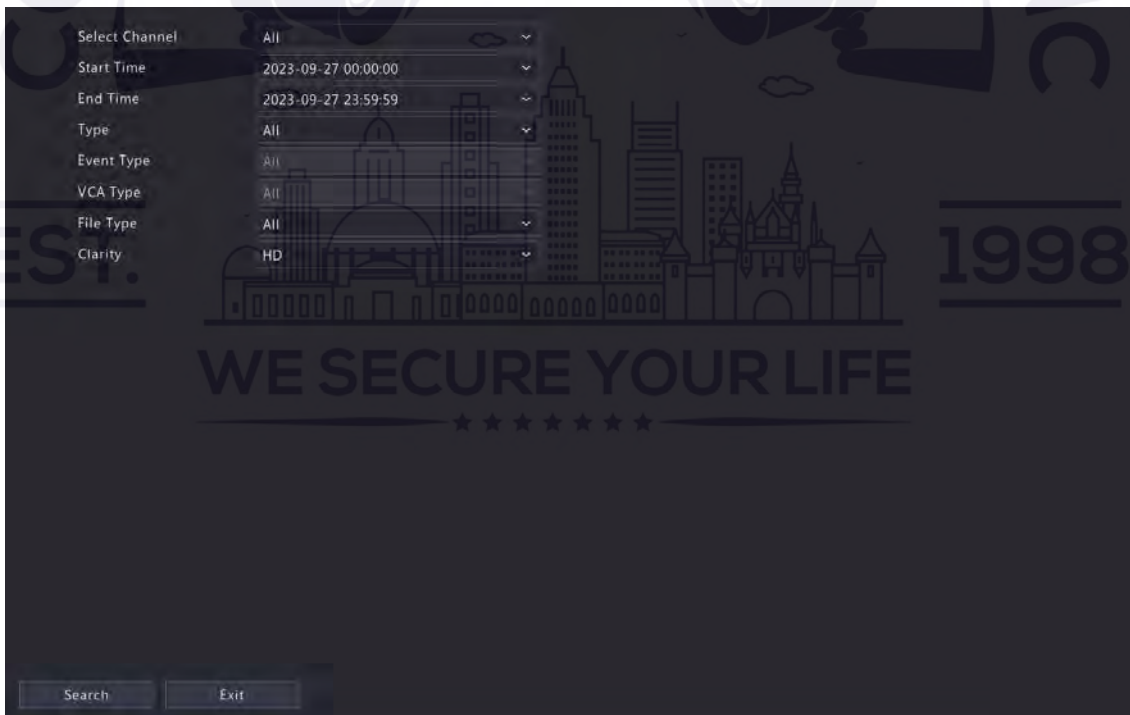 Select Channel All
Start Time 2023-09-27 00:00:00
End Time 2023-09-27 23:59:59
Type All
Event Type All
VCA Type All
File Type All
Clarity HD
EST. 1998
WE SECURE YOUR LIFE
Search Exit